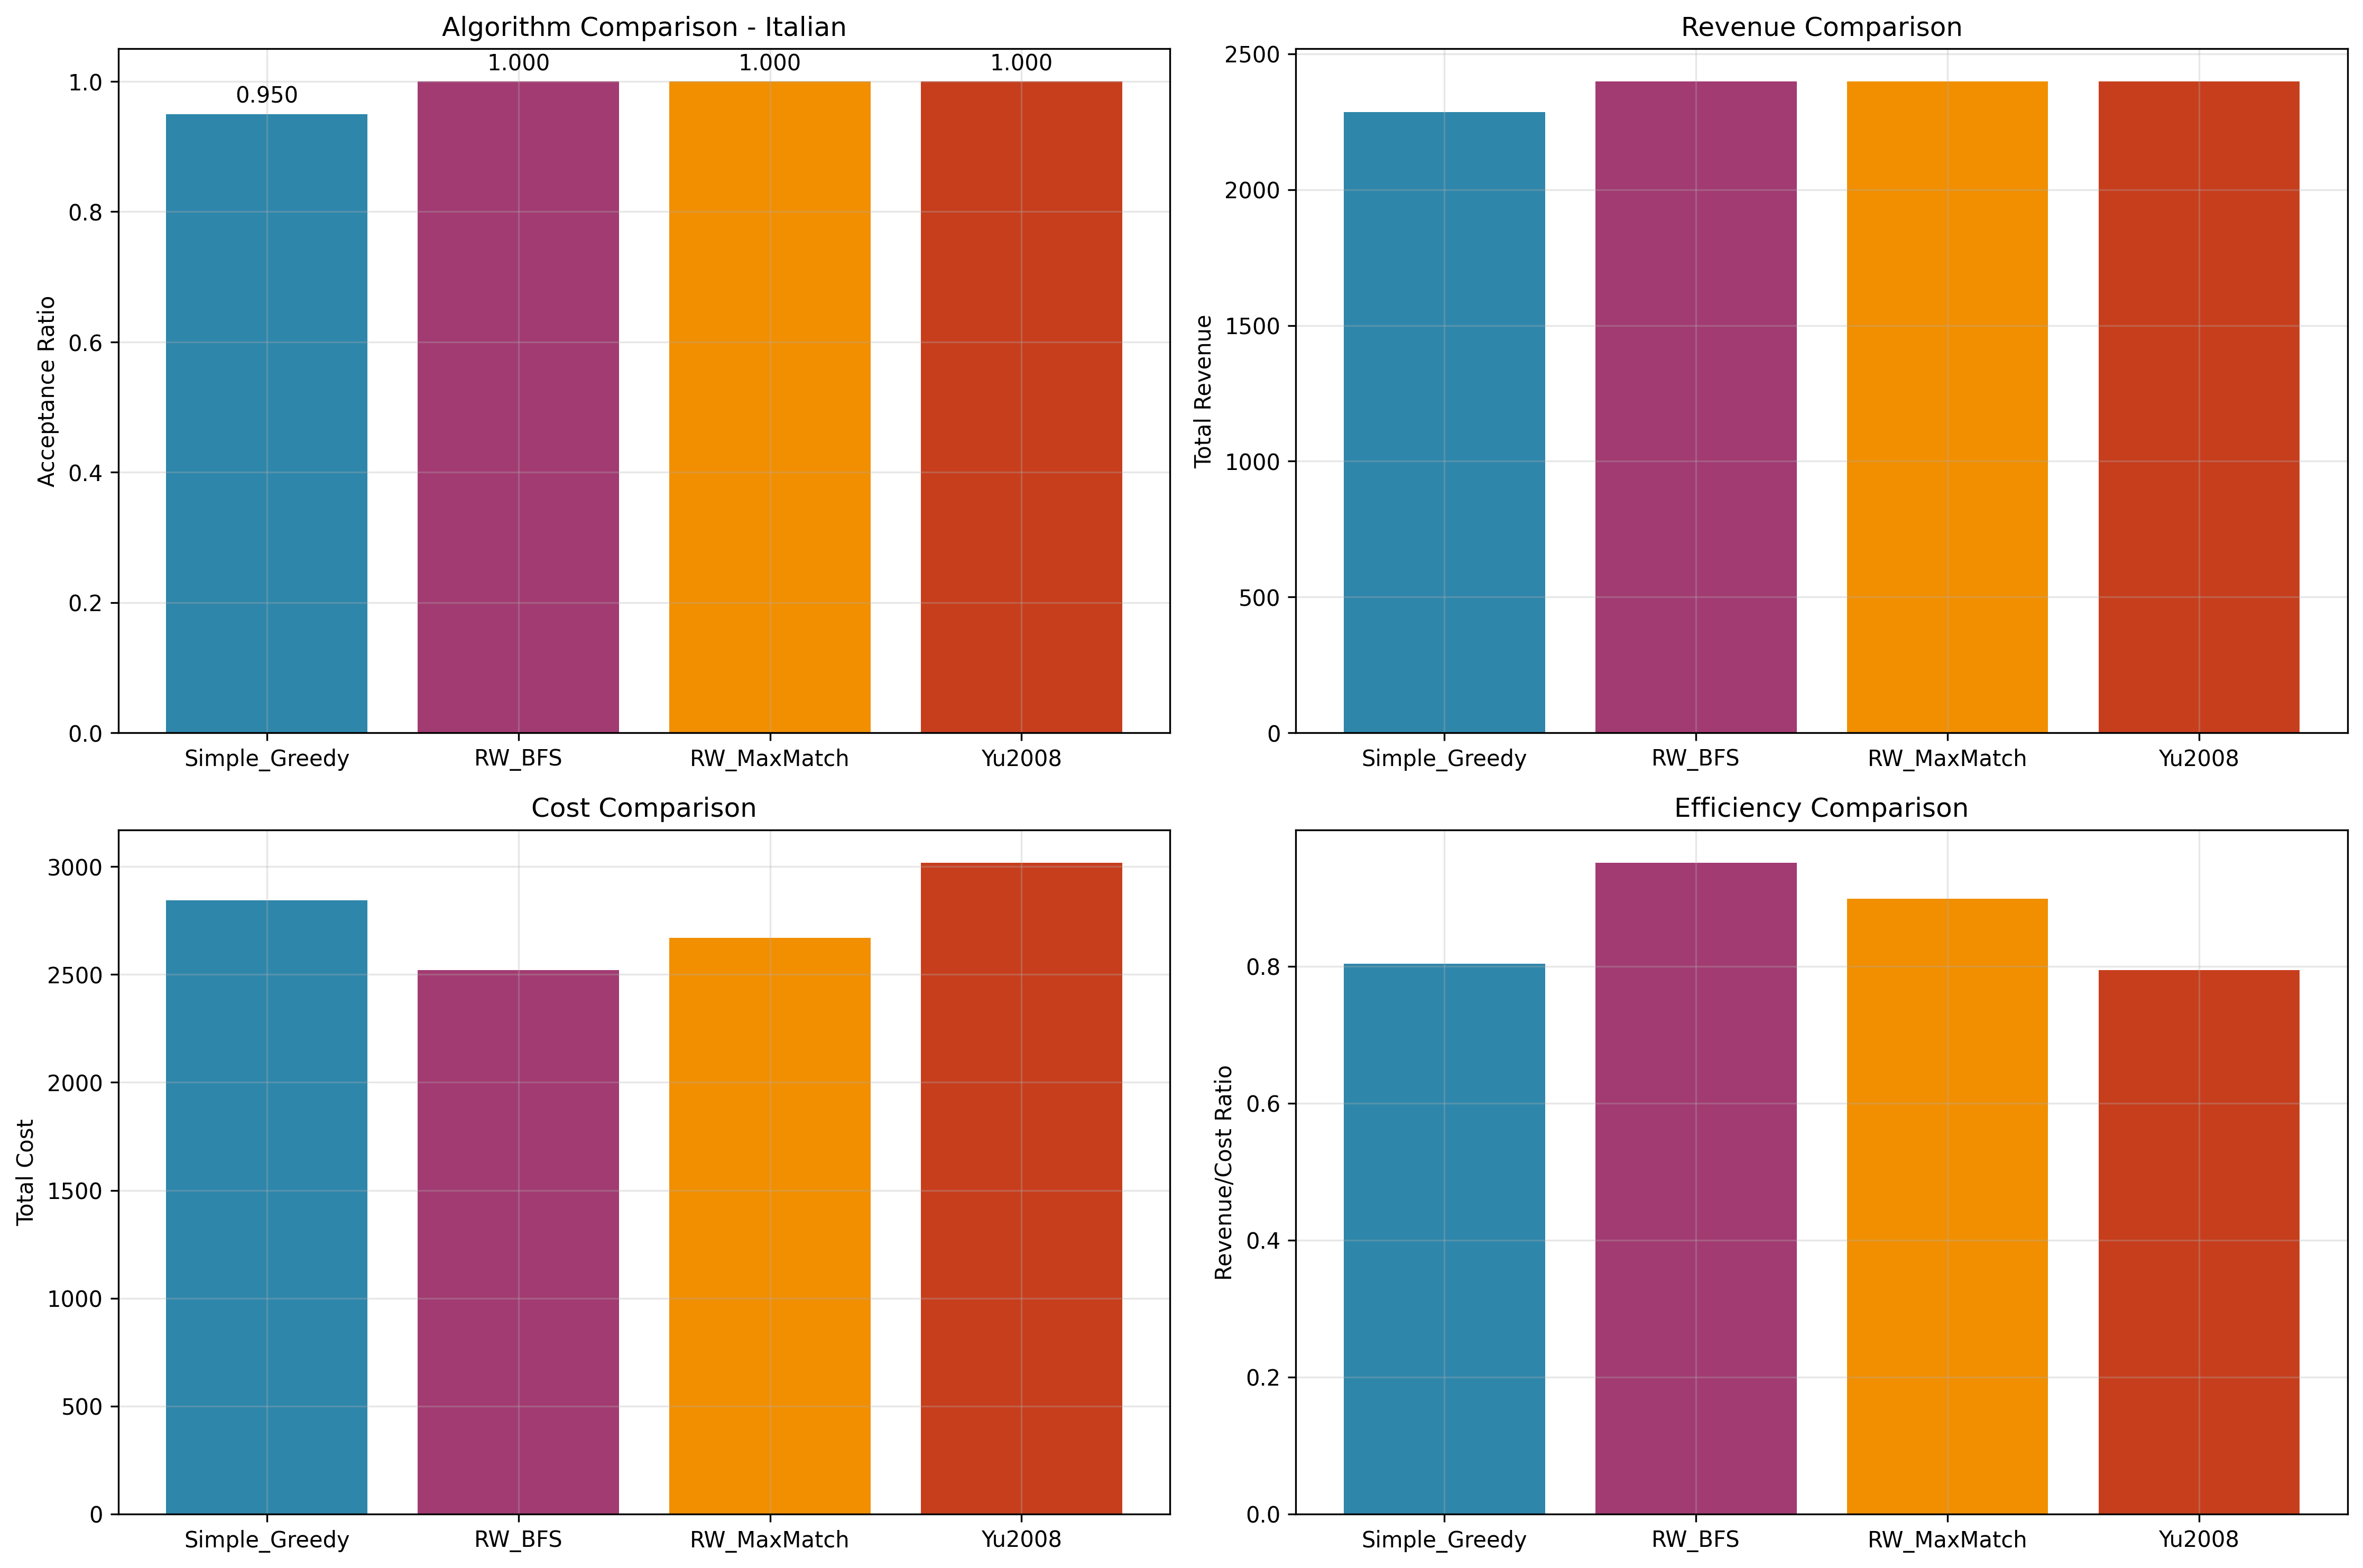 Algorithm Comparison - Italian
Acceptance Ratio
1.0
0.8
0.6
0.4
0.2
0.0
0.950
1.000
1.000
1.000
Simple_Greedy
RW_BFS
RW_MaxMatch
Yu2008
Revenue Comparison
Total Revenue
2500
2000
1500
1000
500
0
Simple_Greedy
RW_BFS
RW_MaxMatch
Yu2008
Cost Comparison
Total Cost
3000
2500
2000
1500
1000
500
0
Simple_Greedy
RW_BFS
RW_MaxMatch
Yu2008
Efficiency Comparison
Revenue/Cost Ratio
0.8
0.6
0.4
0.2
0.0
Simple_Greedy
RW_BFS
RW_MaxMatch
Yu2008